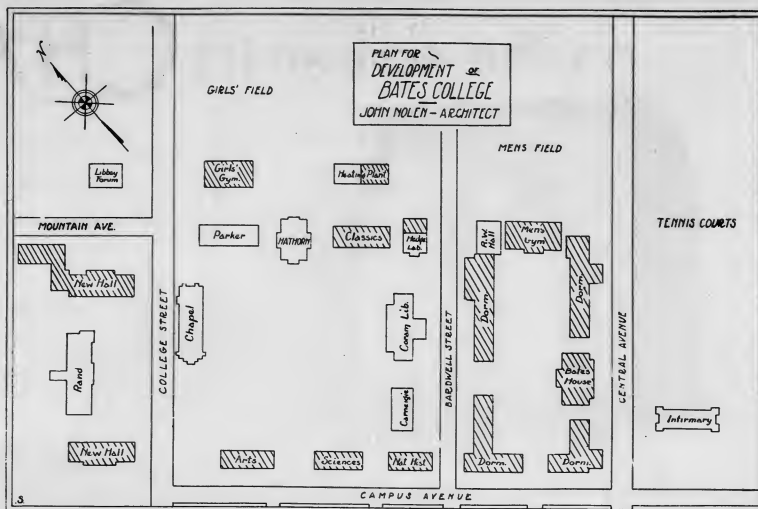 N
PLAN FOR
DEVELOPMENT OF
BATES COLLEGE
JOHN NOLEN - ARCHITECT
GIRLS' FIELD
MENS FIELD
Libbey
Forum
Girls'
Gym.
Heating Plant
MOUNTAIN AVE.
Parker
HATHORN
Classics
Hedge
Lab.
R.W.
Hall
Mens
Gym
TENNIS COURTS
New Hall
COLLEGE STREET
Chapel
Coram Lib.
BARDWELL STREET
Dorm.
Dorm.
CENTRAL AVENUE
Rand
Carnegie
Bates
House
Infirmary
New Hall
Arts
Sciences
Nat Hist
Dorm.
Dorm.
CAMPUS AVENUE
S.